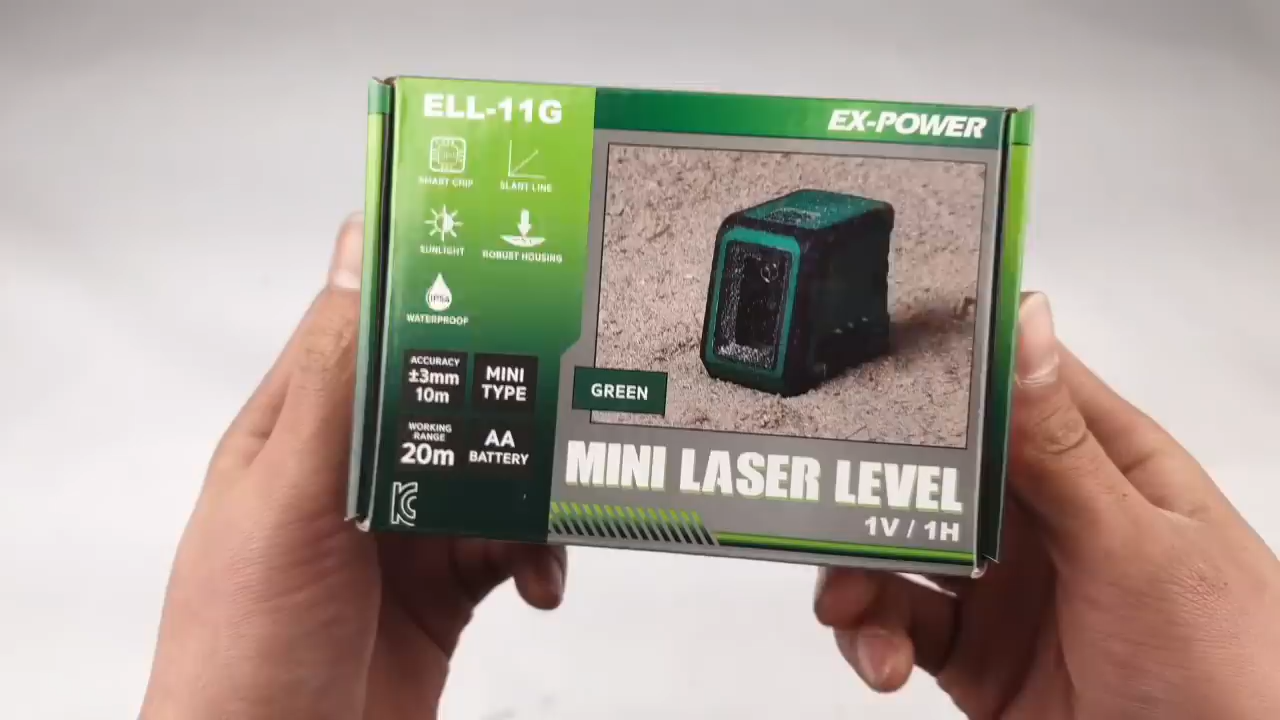 ELL-11G
EX-POWER
SMART CHIP
SLANT LINE
SUNLIGHT
ROBUST HOUSING
IP54
WATERPROOF
ACCURACY
±3mm
10m
MINI
TYPE
WORKING
RANGE
20m
AA
BATTERY
GREEN
MINI LASER LEVEL
1V / 1H